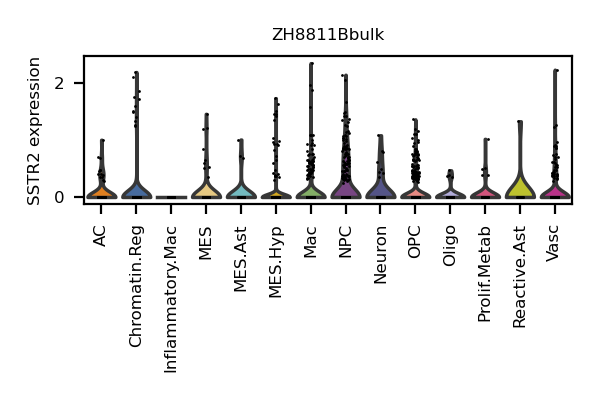 ZH8811Bbulk
SSTR2 expression
2
0
AC
Chromatin.Reg
Inflammatory.Mac
MES
MES.Ast
MES.Hyp
Mac
NPC
Neuron
OPC
Oligo
Prolif.Metab
Reactive.Ast
Vasc